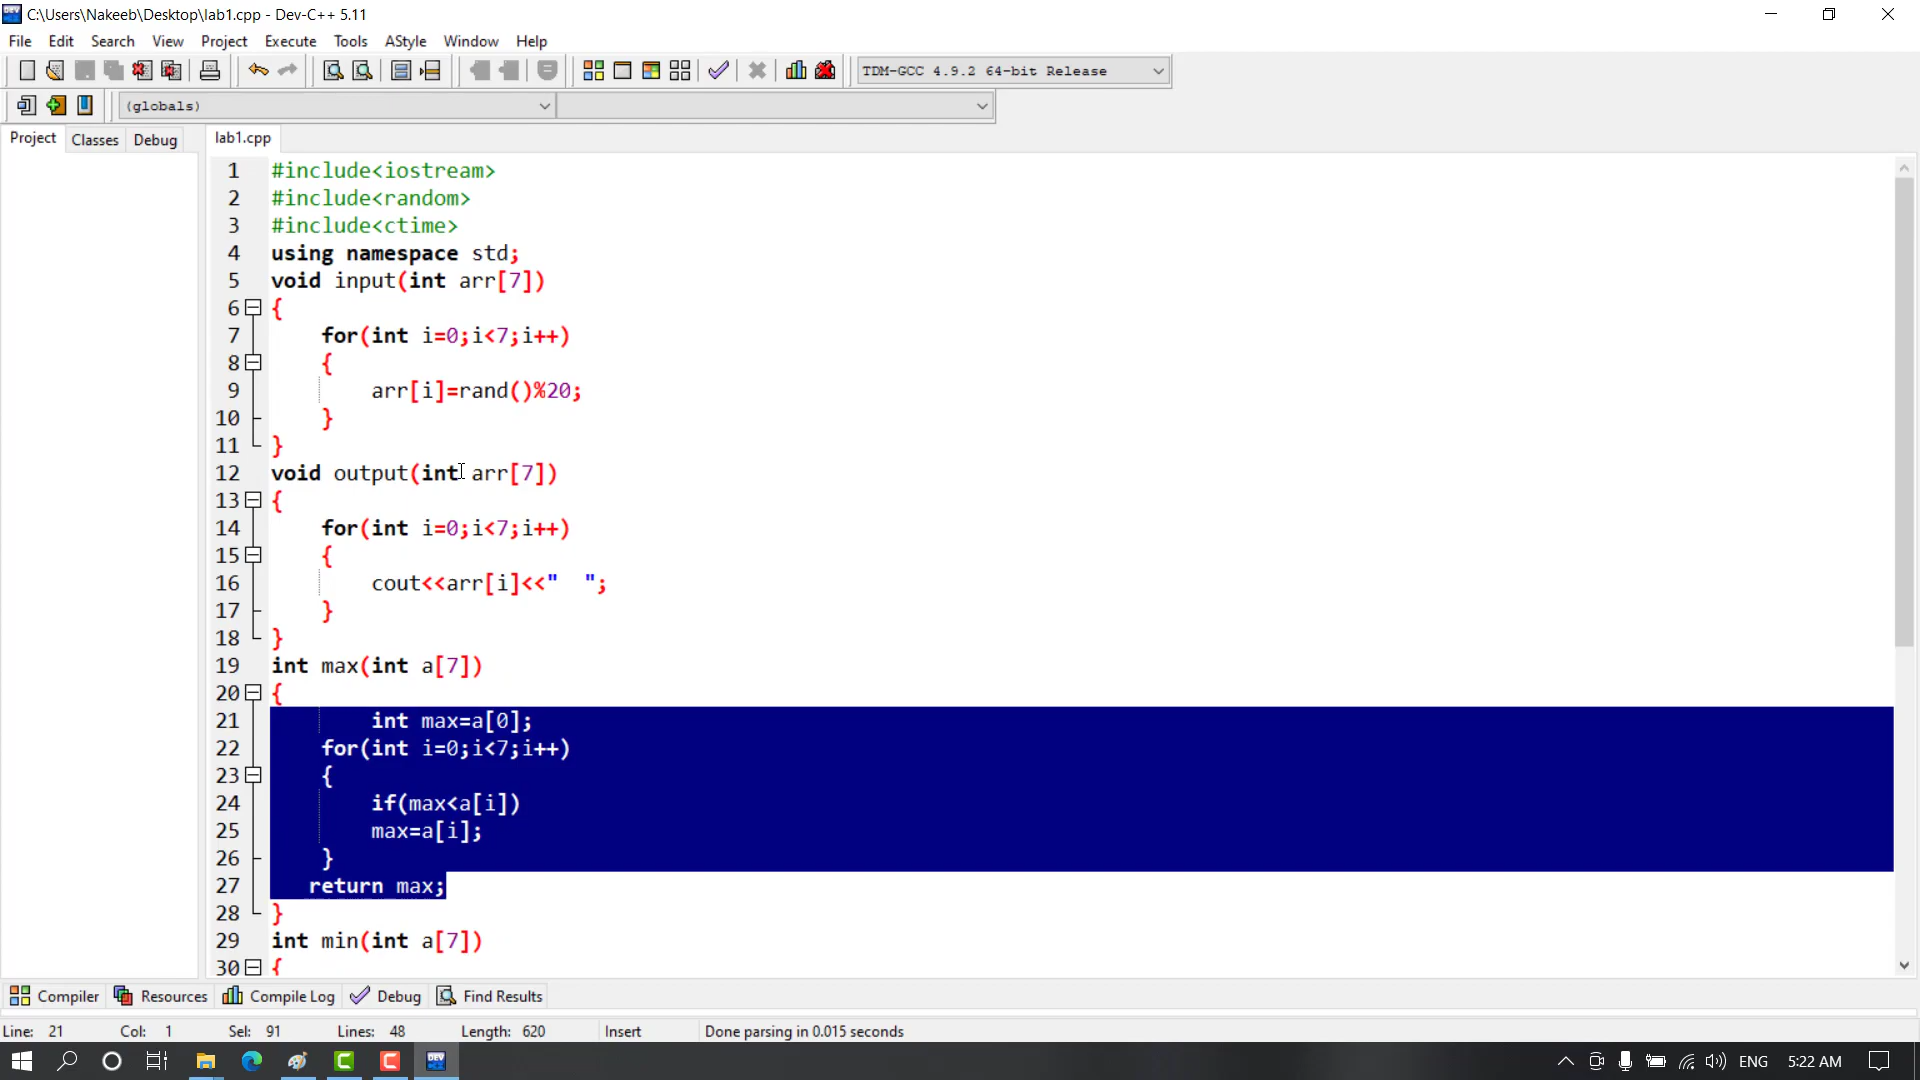 C:\Users\Nakeeb\Desktop\lab1.cpp - Dev-C++ 5.11
File Edit Search View Project Execute Tools AStyle Window Help
TDM-GCC 4.9.2 64-bit Release
(globals)
Project Classes Debug lab1.cpp
1 #include<iostream>
2 #include<random>
3 #include<ctime>
4 using namespace std;
5 void input(int arr[7])
6 {
7 for(int i=0;i<7;i++)
8 {
9 arr[i]=rand()%20;
10 }
11 }
12 void output(int arr[7])
13 {
14 for(int i=0;i<7;i++)
15 {
16 cout<<arr[i]<<"  ";
17 }
18 }
19 int max(int a[7])
20 {
21 int max=a[0];
22 for(int i=0;i<7;i++)
23 {
24 if(max<a[i])
25 max=a[i];
26 }
27 return max;
28 }
29 int min(int a[7])
30 {
Compiler Resources Compile Log Debug Find Results
Line: 21 Col: 1 Sel: 91 Lines: 48 Length: 620 Insert Done parsing in 0.015 seconds
DEV ENG 5:22 AM